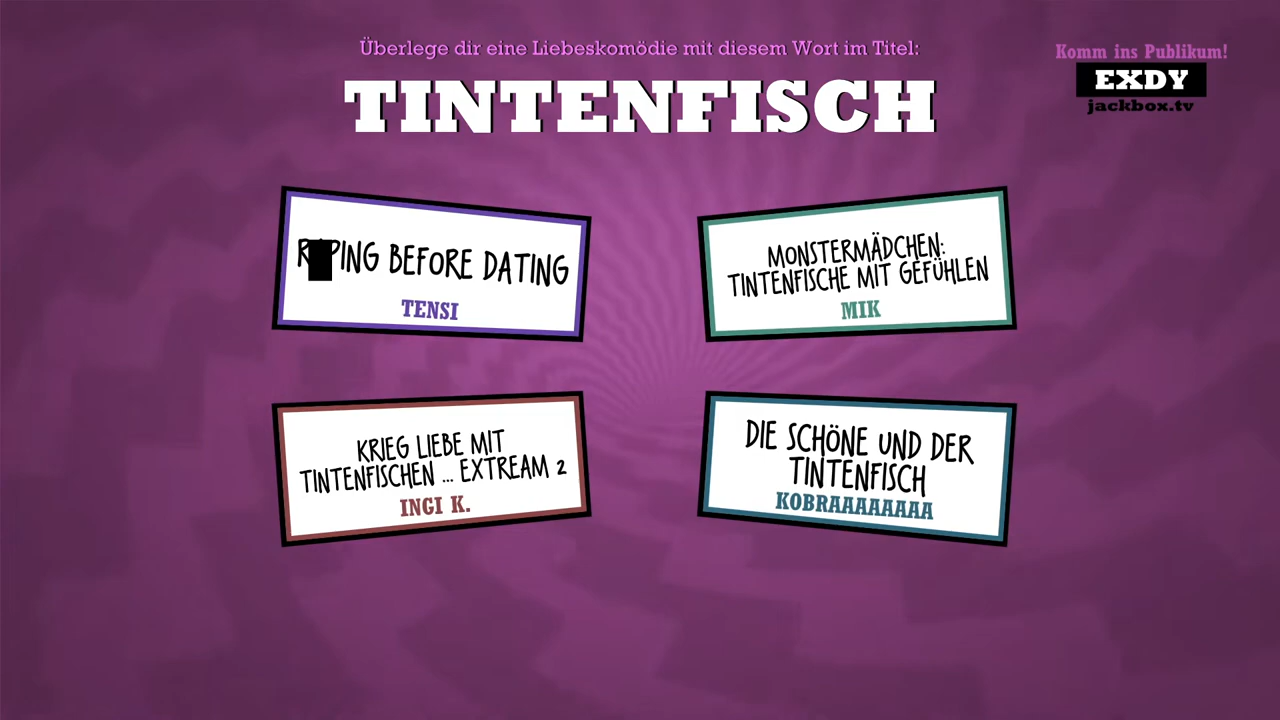 Überlege dir eine Liebeskomödie mit diesem Wort im Titel:
TINTENFISCH
Komm ins Publikum!
EXDY
jackbox.tv
BEFORE DATING
TENSI
MONSTERMÄDCHEN:
TINTENFISCHE MIT GEFÜHLEN
MIK
KRIEG LIEBE MIT
TINTENFISCHEN ... EXTREAM 2
INGI K.
DIE SCHÖNE UND DER
TINTENFISCH
KOBRAAAAAAAA